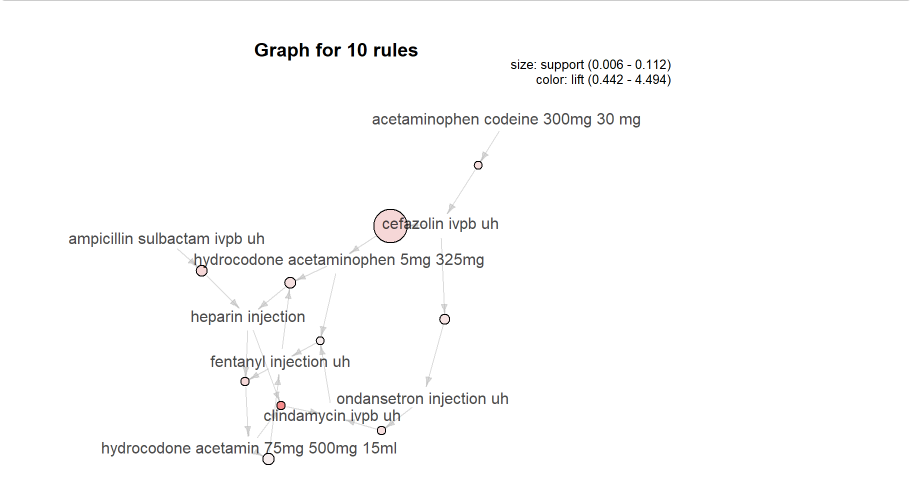 Graph for 10 rules
size: support (0.006 - 0.112)
color: lift (0.442 - 4.494)
acetaminophen codeine 300mg 30 mg
cefazolin ivpb uh
ampicillin sulbactam ivpb uh
hydrocodone acetaminophen 5mg 325mg
heparin injection
fentanyl injection uh
ondansetron injection uh
clindamycin ivpb uh
hydrocodone acetamin 75mg 500mg 15ml